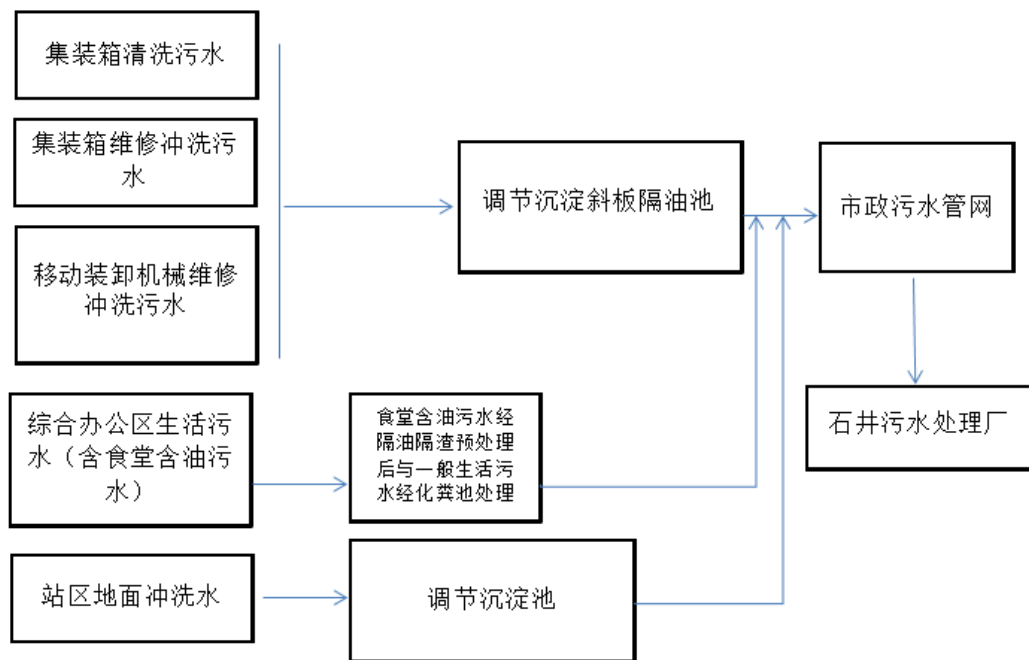 集装箱清洗污水
集装箱维修冲洗污
水
移动装卸机械维修
冲洗污水
调节沉淀斜板隔油池
市政污水管网
综合办公区生活污
水（含食堂含油污
水）
食堂含油污水经
隔油隔渣预处理
后与一般生活污
水经化粪池处理
石井污水处理厂
站区地面冲洗水
调节沉淀池